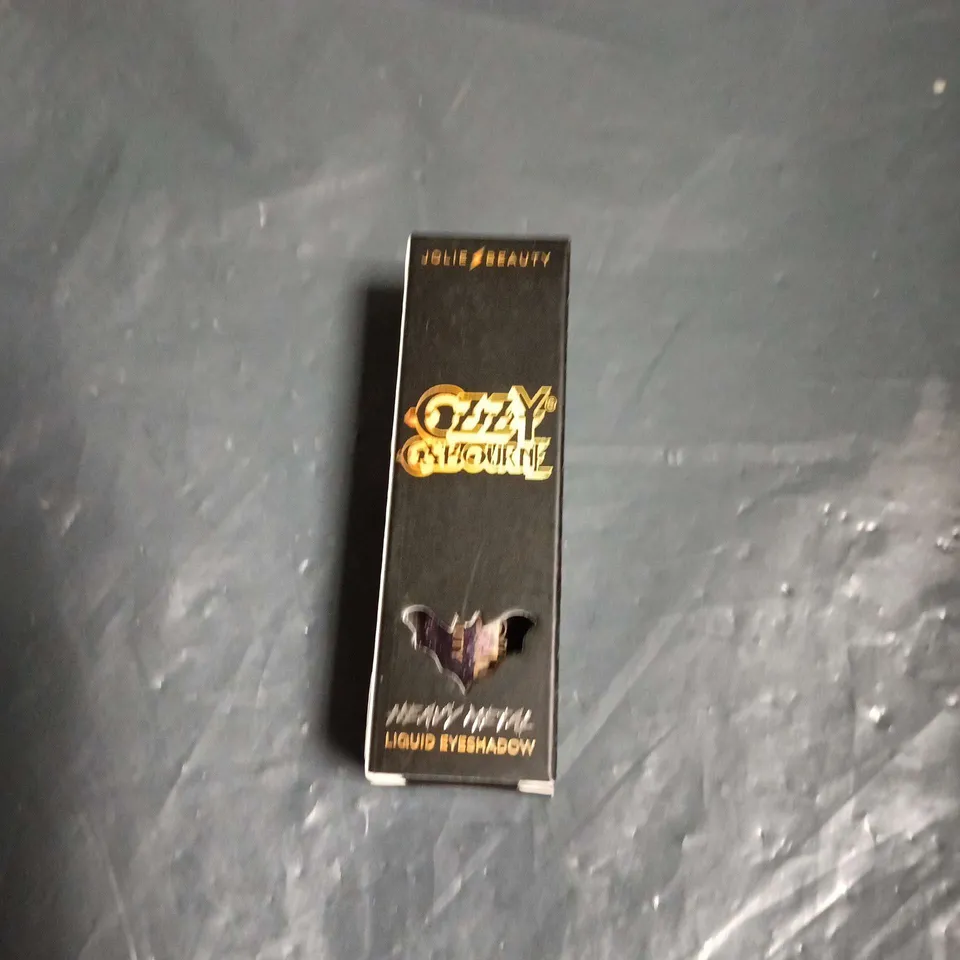 JOLIE BEAUTY
OZZY®
OSBOURNE
HEAVY METAL
LIQUID EYESHADOW